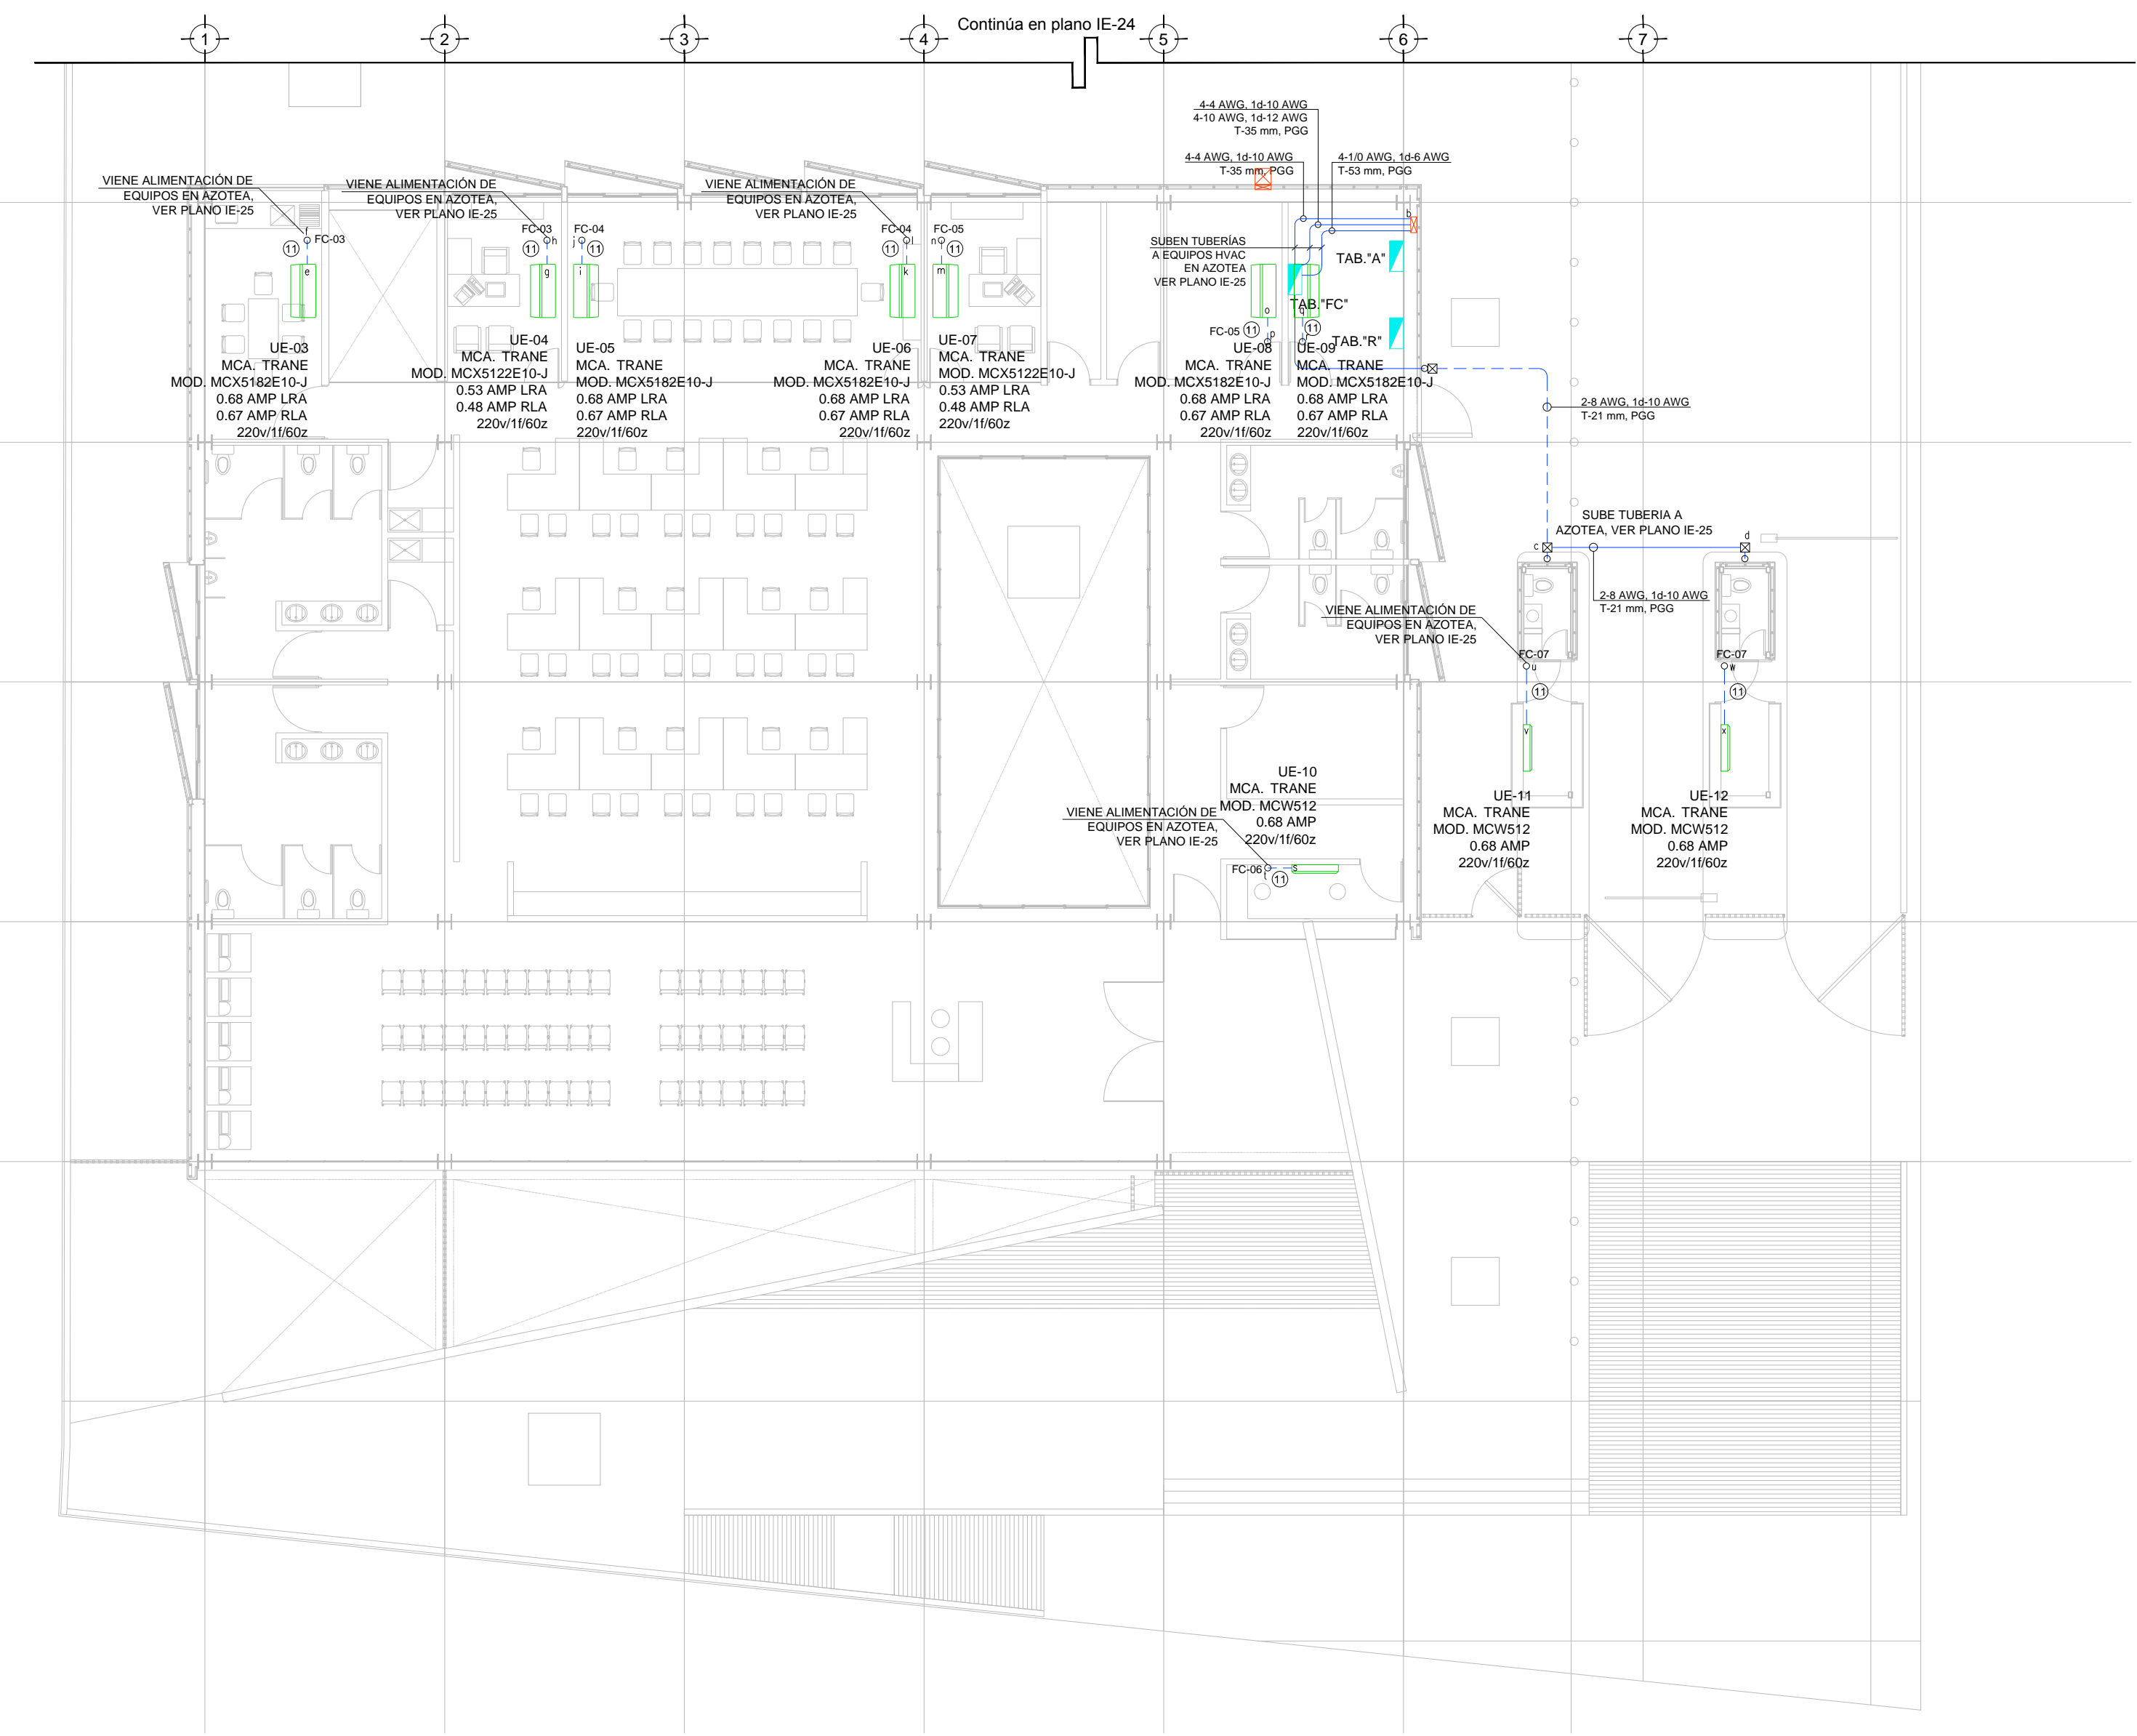 Continúa en plano IE-24
1
2
3
4
5
6
7
4-4 AWG, 1d-10 AWG
4-10 AWG, 1d-12 AWG
T-35 mm, PGG
4-4 AWG, 1d-10 AWG
T-35 mm, PGG
4-1/0 AWG, 1d-6 AWG
T-53 mm, PGG
VIENE ALIMENTACIÓN DE
EQUIPOS EN AZOTEA,
VER PLANO IE-25
VIENE ALIMENTACIÓN DE
EQUIPOS EN AZOTEA,
VER PLANO IE-25
VIENE ALIMENTACIÓN DE
EQUIPOS EN AZOTEA,
VER PLANO IE-25
f
FC-03
11
e
FC-03
h
11
g
FC-04
j
11
i
FC-04
l
11
k
FC-05
n
11
m
b
SUBEN TUBERÍAS
A EQUIPOS HVAC
EN AZOTEA
VER PLANO IE-25
TAB."A"
TAB."FC"
TAB."R"
o
q
FC-05
11
p
11
UE-03
MCA. TRANE
MOD. MCX5182E10-J
0.68 AMP LRA
0.67 AMP RLA
220v/1f/60z
UE-04
MCA. TRANE
MOD. MCX5122E10-J
0.53 AMP LRA
0.48 AMP RLA
220v/1f/60z
UE-05
MCA. TRANE
MOD. MCX5182E10-J
0.68 AMP LRA
0.67 AMP RLA
220v/1f/60z
UE-06
MCA. TRANE
MOD. MCX5182E10-J
0.68 AMP LRA
0.67 AMP RLA
220v/1f/60z
UE-07
MCA. TRANE
MOD. MCX5122E10-J
0.53 AMP LRA
0.48 AMP RLA
220v/1f/60z
UE-08
MCA. TRANE
MOD. MCX5182E10-J
0.68 AMP LRA
0.67 AMP RLA
220v/1f/60z
UE-09
MCA. TRANE
MOD. MCX5182E10-J
0.68 AMP LRA
0.67 AMP RLA
220v/1f/60z
2-8 AWG, 1d-10 AWG
T-21 mm, PGG
SUBE TUBERIA A
AZOTEA, VER PLANO IE-25
c
d
2-8 AWG, 1d-10 AWG
T-21 mm, PGG
VIENE ALIMENTACIÓN DE
EQUIPOS EN AZOTEA,
VER PLANO IE-25
FC-07
u
11
v
FC-07
w
11
x
UE-10
MCA. TRANE
MOD. MCW512
0.68 AMP
220v/1f/60z
UE-11
MCA. TRANE
MOD. MCW512
0.68 AMP
220v/1f/60z
UE-12
MCA. TRANE
MOD. MCW512
0.68 AMP
220v/1f/60z
VIENE ALIMENTACIÓN DE
EQUIPOS EN AZOTEA,
VER PLANO IE-25
FC-06
t
11
s